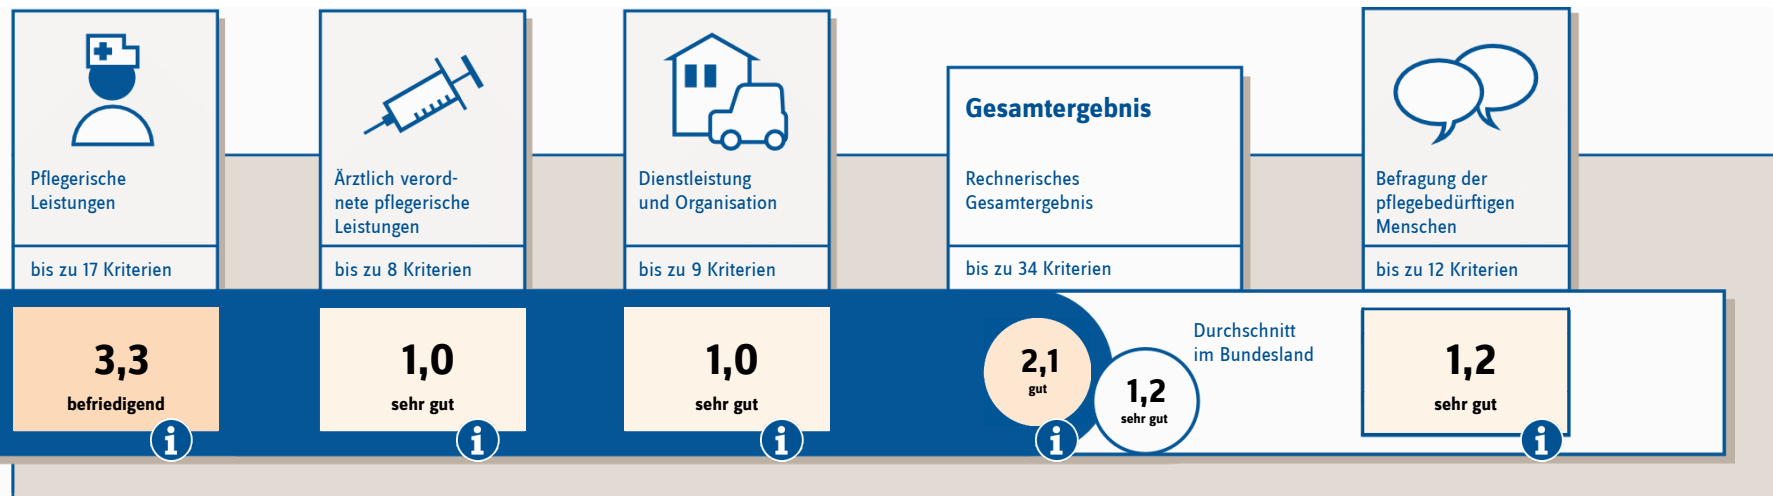 Pflegerische
Leistungen
bis zu 17 Kriterien
3,3
befriedigend
Ärztlich verord-
nete pflegerische
Leistungen
bis zu 8 Kriterien
1,0
sehr gut
Dienstleistung
und Organisation
bis zu 9 Kriterien
1,0
sehr gut
Gesamtergebnis
Rechnerisches
Gesamtergebnis
bis zu 34 Kriterien
2,1
gut
1,2
sehr gut
Durchschnitt
im Bundesland
Befragung der
pflegebedürftigen
Menschen
bis zu 12 Kriterien
1,2
sehr gut